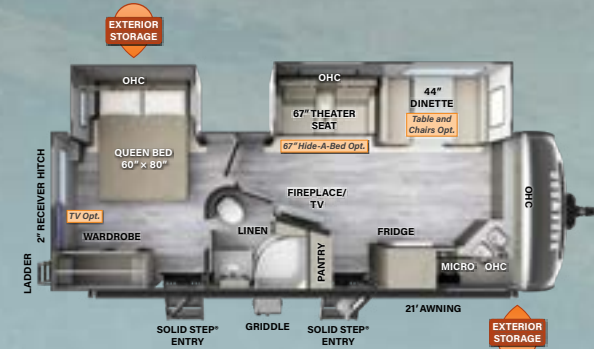 EXTERIOR
STORAGE
OHC
OHC
67" THEATER
SEAT
44"
DINETTE
Table and
Chairs Opt.
67" Hide-A-Bed Opt.
QUEEN BED
60" x 80"
2" RECEIVER HITCH
TV Opt.
WARDROBE
LADDER
FIREPLACE/
TV
LINEN
PANTRY
FRIDGE
MICRO
OHC
OHC
21' AWNING
SOLID STEP®
ENTRY
GRIDDLE
SOLID STEP®
ENTRY
EXTERIOR
STORAGE